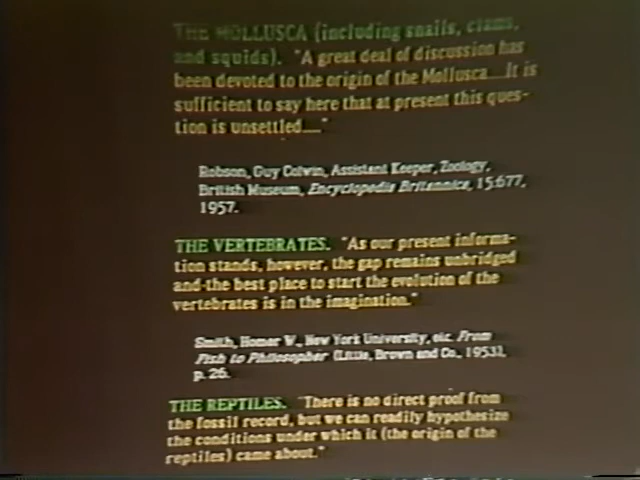 THE MOLLUSCA (including snails, clams,
and squids). "A great deal of discussion has
been devoted to the origin of the Mollusca....It is
sufficient to say here that at present this ques-
tion is unsettled....."
Robson, Guy Colwin, Assistant Keeper, Zoology,
British Museum, Encyclopedia Britannica, 15:677,
1957.
THE VERTEBRATES. "As our present informa-
tion stands, however, the gap remains unbridged
and the best place to start the evolution of the
vertebrates is in the imagination."
Smith, Homer W., New York University, etc. From
Fish to Philosopher (Little, Brown and Co., 1953),
p. 26.
THE REPTILES. "There is no direct proof from
the fossil record, but we can readily hypothesize
the conditions under which it (the origin of the
reptiles) came about."